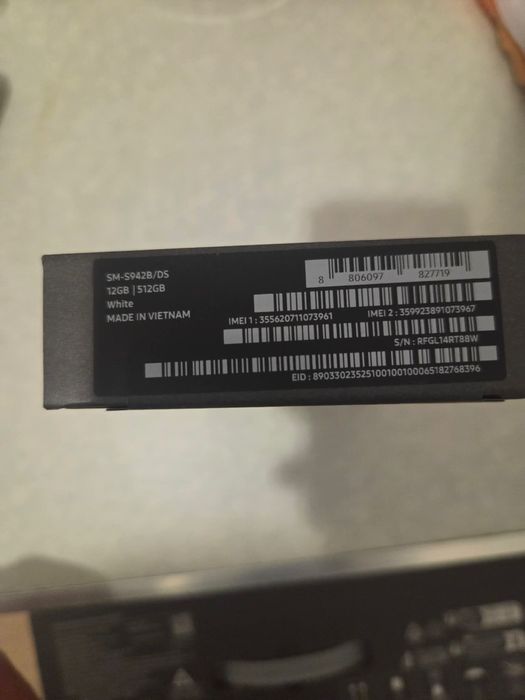 SM-S942B/DS
12GB | 512GB
White
MADE IN VIETNAM
8 806097 827719
IMEI 1 : 355620711073961 IMEI 2 : 359923891073967
S/N : RFGL14RT88W
EID : 89033023525100100100065182768396